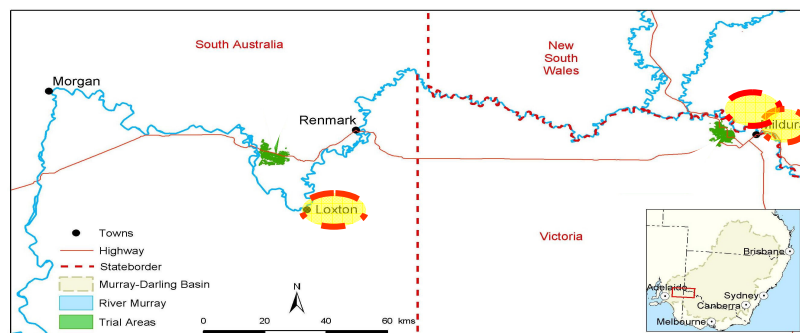 South Australia
New
South
Wales
Morgan
Renmark
Loxton
Victoria
Towns
Highway
Stateborder
Murray-Darling Basin
River Murray
Trial Areas
N
0 20 40 60 kms
Brisbane
Adelaide
Sydney
Canberra
Melbourne